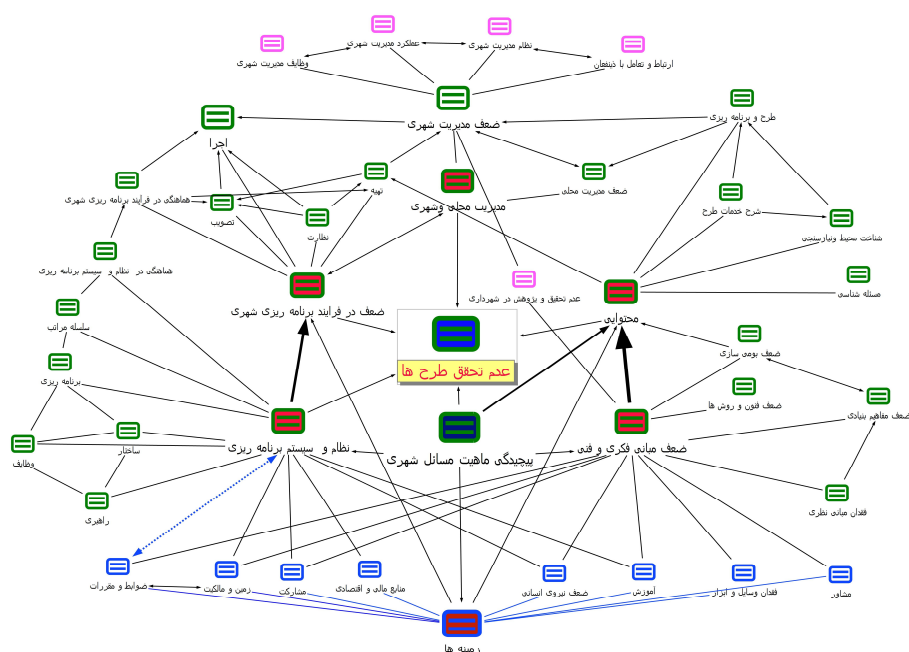 عملکرد مدیریت شهری
نظام مدیریت شهری
وظایف مدیریت شهری
ارتباط و تعامل با ذینفعان
ضعف مدیریت شهری
طرح و برنامه ریزی
اجرا
تهیه
ضعف مدیریت محلی
هماهنگی در فرآیند برنامه ریزی شهری
مدیریت محلی وشهری
شرح خدمات طرح
تصویب
نظارت
هماهنگی در نظام و سیستم برنامه ریزی
عدم تحقیق و پژوهش در شهرداری
مسئله شناسی
ضعف در فرایند برنامه ریزی شهری
محتوایی
سلسله مراتب
ضعف بومی سازی
عدم تحقق طرح ها
برنامه ریزی
ضعف فنون و روش ها
ضعف مفاهیم بنیادی
نظام و سیستم برنامه ریزی
پیچیدگی ماهیت مسائل شهری
ضعف مبانی فکری و فنی
ساختار
وظایف
راهبری
فقدان مبانی نظری
ضوابط و مقررات
زمین و مالکیت
مشارکت
منابع مالی و اقتصادی
ضعف نیروی انسانی
آموزش
فقدان وسایل و ابزار
مشاور
زمینه ها